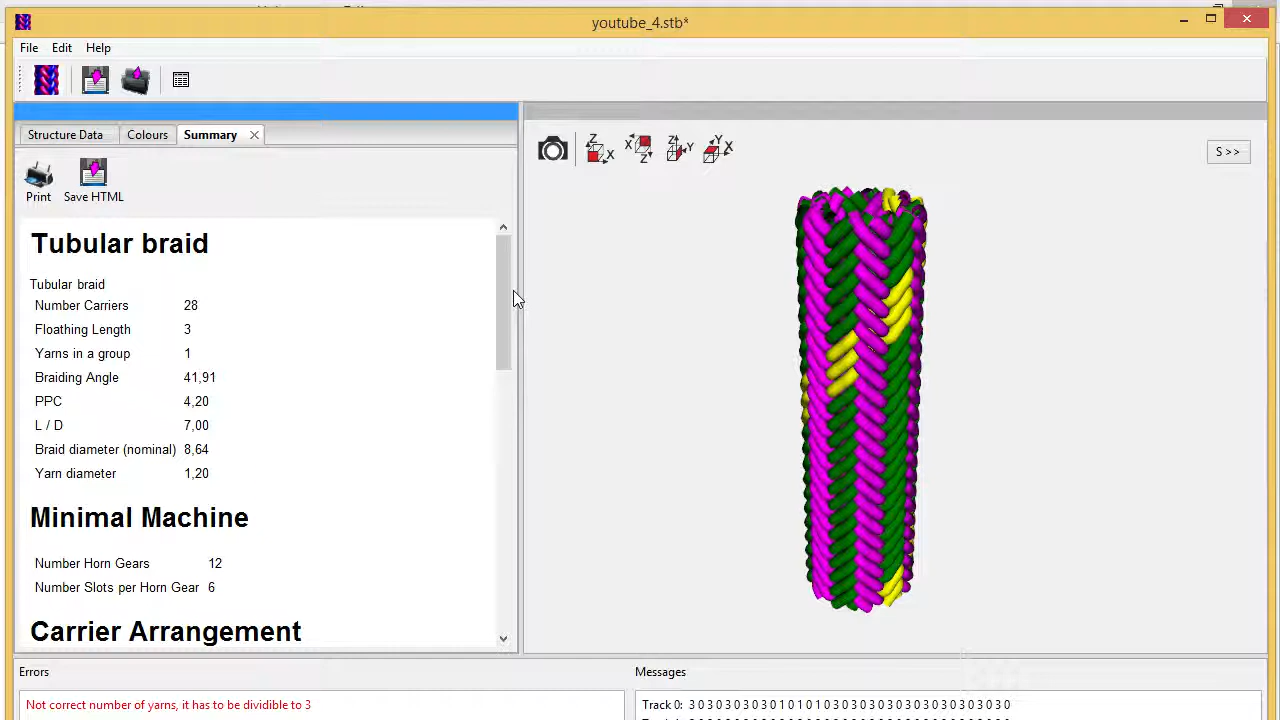 youtube_4.stb*
File Edit Help
Structure Data Colours Summary
Print Save HTML
S >>
Tubular braid
Tubular braid
Number Carriers 28
Floathing Length 3
Yarns in a group 1
Braiding Angle 41,91
PPC 4,20
L / D 7,00
Braid diameter (nominal) 8,64
Yarn diameter 1,20
Minimal Machine
Number Horn Gears 12
Number Slots per Horn Gear 6
Carrier Arrangement
Errors
Not correct number of yarns, it has to be dividible to 3
Messages
Track 0: 3 0 3 0 3 0 3 0 3 0 1 0 1 0 1 0 3 0 3 0 3 0 3 0 3 0 3 0 3 0 3 0 3 0 3 0